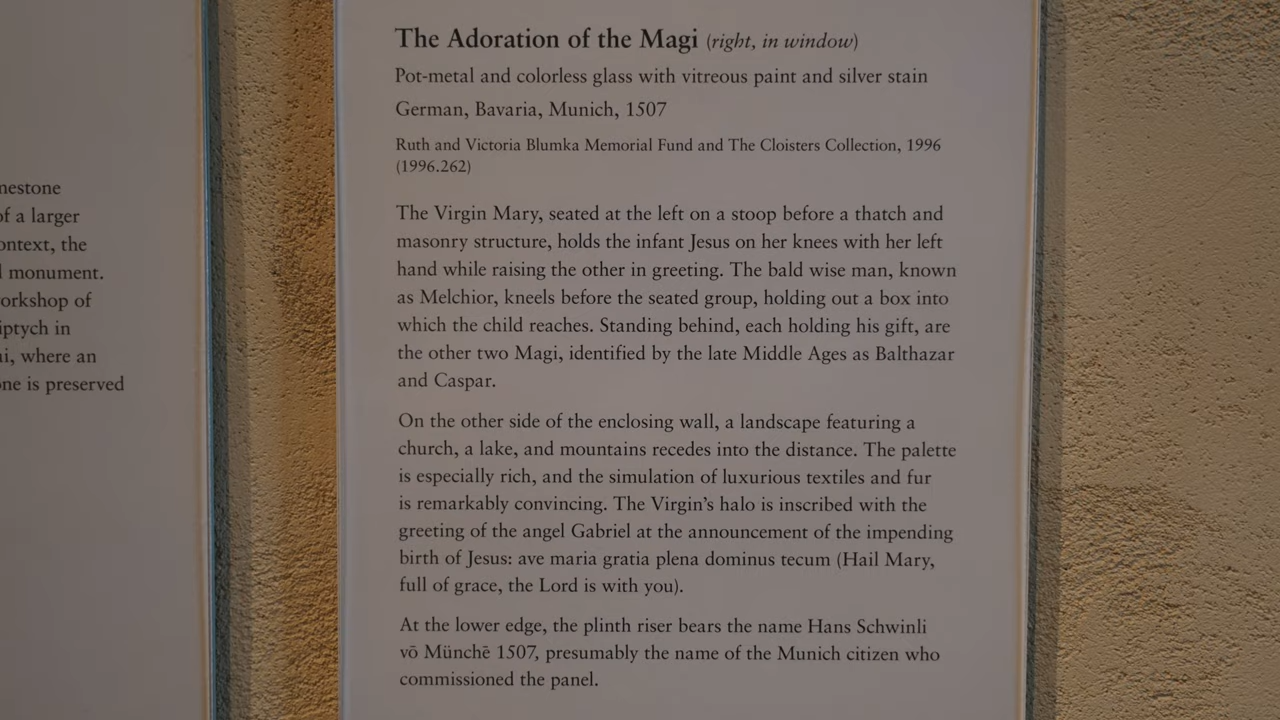 nestone
of a larger
ontext, the
l monument.
orkshop of
iptych in
ai, where an
one is preserved
The Adoration of the Magi (right, in window)
Pot-metal and colorless glass with vitreous paint and silver stain
German, Bavaria, Munich, 1507
Ruth and Victoria Blumka Memorial Fund and The Cloisters Collection, 1996
(1996.262)
The Virgin Mary, seated at the left on a stoop before a thatch and
masonry structure, holds the infant Jesus on her knees with her left
hand while raising the other in greeting. The bald wise man, known
as Melchior, kneels before the seated group, holding out a box into
which the child reaches. Standing behind, each holding his gift, are
the other two Magi, identified by the late Middle Ages as Balthazar
and Caspar.
On the other side of the enclosing wall, a landscape featuring a
church, a lake, and mountains recedes into the distance. The palette
is especially rich, and the simulation of luxurious textiles and fur
is remarkably convincing. The Virgin's halo is inscribed with the
greeting of the angel Gabriel at the announcement of the impending
birth of Jesus: ave maria gratia plena dominus tecum (Hail Mary,
full of grace, the Lord is with you).
At the lower edge, the plinth riser bears the name Hans Schwinli
vō Münchē 1507, presumably the name of the Munich citizen who
commissioned the panel.